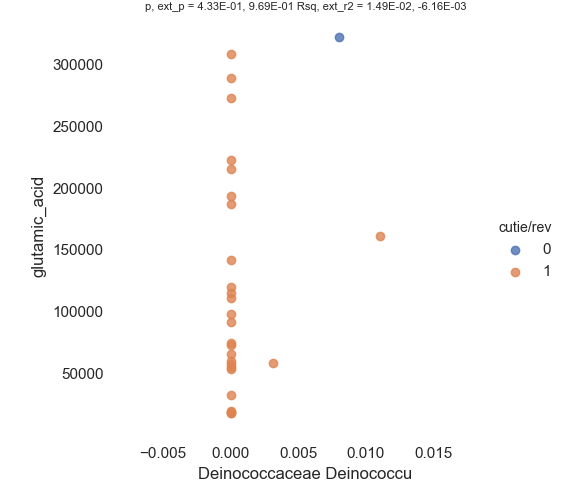 p, ext_p = 4.33E-01, 9.69E-01 Rsq, ext_r2 = 1.49E-02, -6.16E-03
300000
250000
200000
150000
100000
50000
glutamic_acid
−0.005 0.000 0.005 0.010 0.015
Deinococcaceae Deinococcu
cutie/rev
0
1